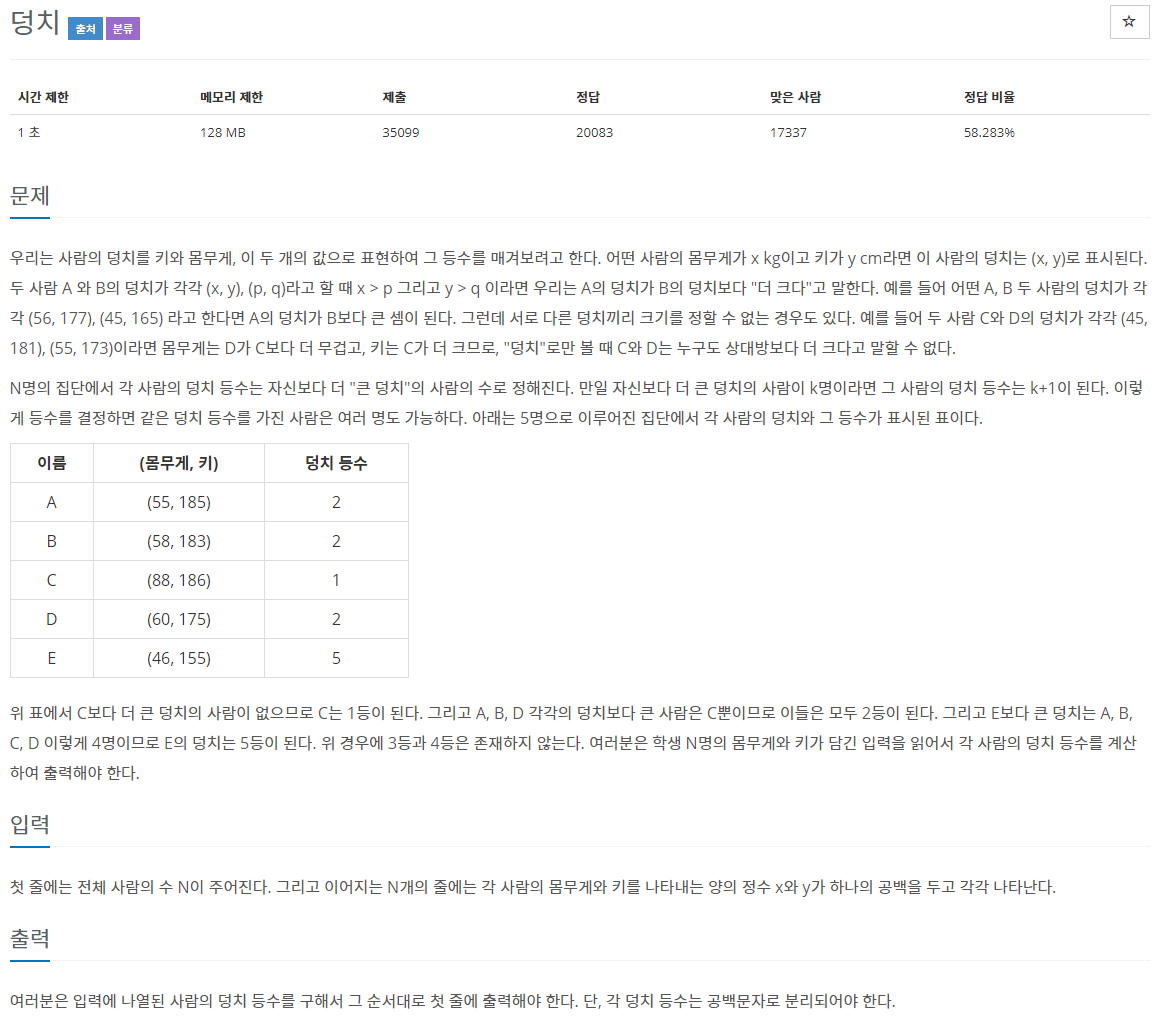 덩치 출처 분류
☆
시간 제한 메모리 제한 제출 정답 맞은 사람 정답 비율
1 초 128 MB 35099 20083 17337 58.283%
문제
우리는 사람의 덩치를 키와 몸무게, 이 두 개의 값으로 표현하여 그 등수를 매겨보려고 한다. 어떤 사람의 몸무게가 x kg이고 키가 y cm라면 이 사람의 덩치는 (x, y)로 표시된다.
두 사람 A 와 B의 덩치가 각각 (x, y), (p, q)라고 할 때 x > p 그리고 y > q 이라면 우리는 A의 덩치가 B의 덩치보다 "더 크다"고 말한다. 예를 들어 어떤 A, B 두 사람의 덩치가 각
각 (56, 177), (45, 165) 라고 한다면 A의 덩치가 B보다 큰 셈이 된다. 그런데 서로 다른 덩치끼리 크기를 정할 수 없는 경우도 있다. 예를 들어 두 사람 C와 D의 덩치가 각각 (45,
181), (55, 173)이라면 몸무게는 D가 C보다 더 무겁고, 키는 C가 더 크므로, "덩치"로만 볼 때 C와 D는 누구도 상대방보다 더 크다고 말할 수 없다.
N명의 집단에서 각 사람의 덩치 등수는 자신보다 더 "큰 덩치"의 사람의 수로 정해진다. 만일 자신보다 더 큰 덩치의 사람이 k명이라면 그 사람의 덩치 등수는 k+1이 된다. 이렇
게 등수를 결정하면 같은 덩치 등수를 가진 사람은 여러 명도 가능하다. 아래는 5명으로 이루어진 집단에서 각 사람의 덩치와 그 등수가 표시된 표이다.
이름 (몸무게, 키) 덩치 등수
A (55, 185) 2
B (58, 183) 2
C (88, 186) 1
D (60, 175) 2
E (46, 155) 5
위 표에서 C보다 더 큰 덩치의 사람이 없으므로 C는 1등이 된다. 그리고 A, B, D 각각의 덩치보다 큰 사람은 C뿐이므로 이들은 모두 2등이 된다. 그리고 E보다 큰 덩치는 A, B,
C, D 이렇게 4명이므로 E의 덩치는 5등이 된다. 위 경우에 3등과 4등은 존재하지 않는다. 여러분은 학생 N명의 몸무게와 키가 담긴 입력을 읽어서 각 사람의 덩치 등수를 계산
하여 출력해야 한다.
입력
첫 줄에는 전체 사람의 수 N이 주어진다. 그리고 이어지는 N개의 줄에는 각 사람의 몸무게와 키를 나타내는 양의 정수 x와 y가 하나의 공백을 두고 각각 나타난다.
출력
여러분은 입력에 나열된 사람의 덩치 등수를 구해서 그 순서대로 첫 줄에 출력해야 한다. 단, 각 덩치 등수는 공백문자로 분리되어야 한다.